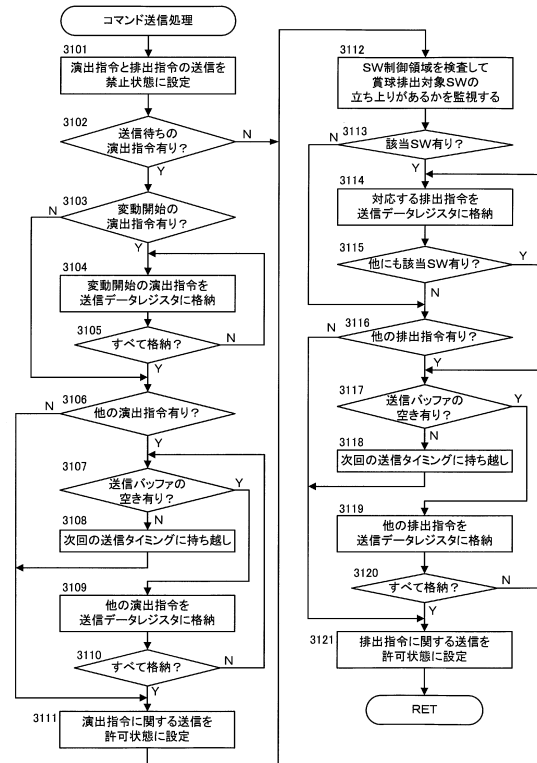 コマンド送信処理
3101
演出指令と排出指令の送信を
禁止状態に設定
3102
送信待ちの
演出指令有り？
N
Y
3103
N
変動開始の
演出指令有り？
Y
3104
変動開始の演出指令を
送信データレジスタに格納
3105
すべて格納？
N
Y
3106
N
他の演出指令有り？
Y
3107
送信バッファの
空き有り？
Y
N
3108
次回の送信タイミングに持ち越し
3109
他の演出指令を
送信データレジスタに格納
3110
すべて格納？
N
Y
3111
演出指令に関する送信を
許可状態に設定
3112
SW制御領域を検査して
賞球排出対象SWの
立ち上りがあるかを監視する
3113
N
該当SW有り？
Y
3114
対応する排出指令を
送信データレジスタに格納
3115
他にも該当SW有り？
Y
N
3116
N
他の排出指令有り？
Y
3117
送信バッファの
空き有り？
Y
N
3118
次回の送信タイミングに持ち越し
3119
他の排出指令を
送信データレジスタに格納
3120
すべて格納？
N
Y
3121
排出指令に関する送信を
許可状態に設定
RET